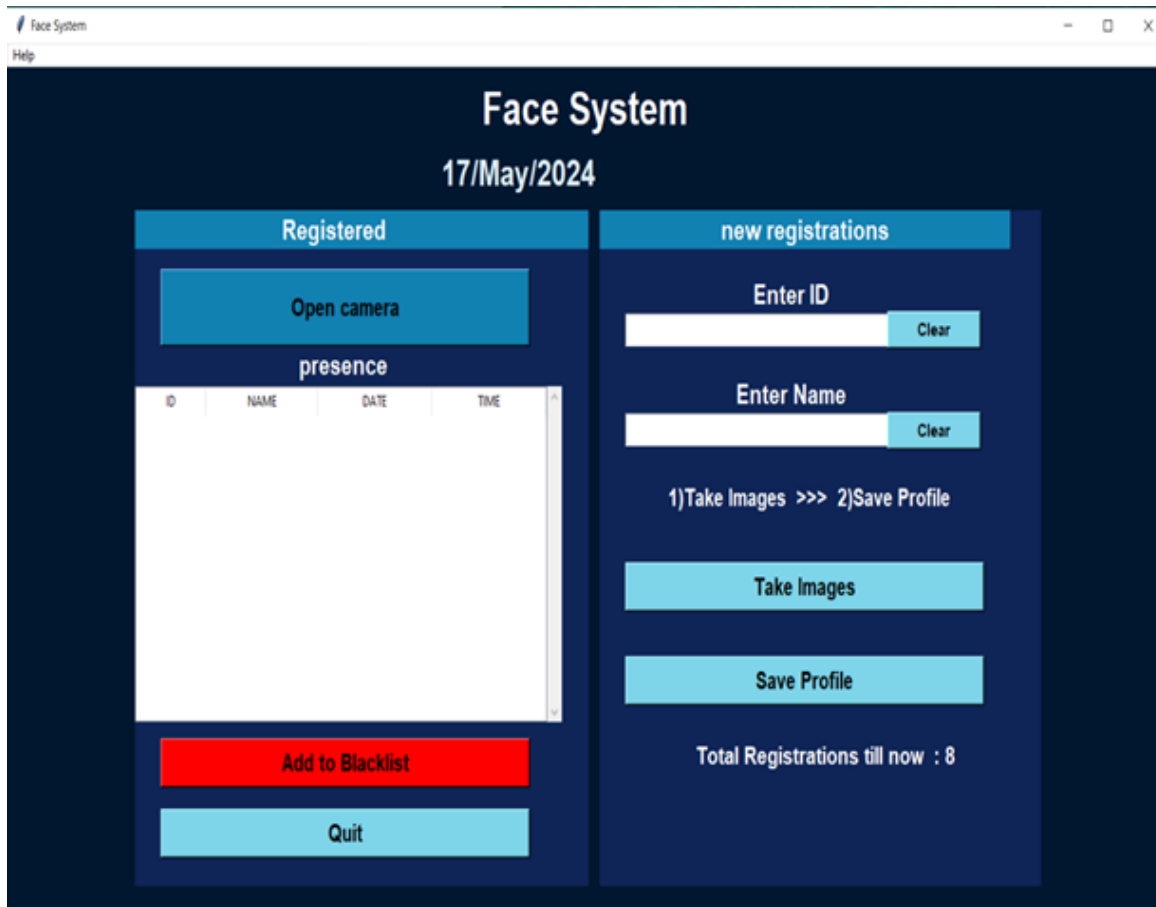 Face System
Help
Face System
17/May/2024
Registered
Open camera
presence
ID NAME DATE TIME
Add to Blacklist
Quit
new registrations
Enter ID
Clear
Enter Name
Clear
1)Take Images >>> 2)Save Profile
Take Images
Save Profile
Total Registrations till now : 8